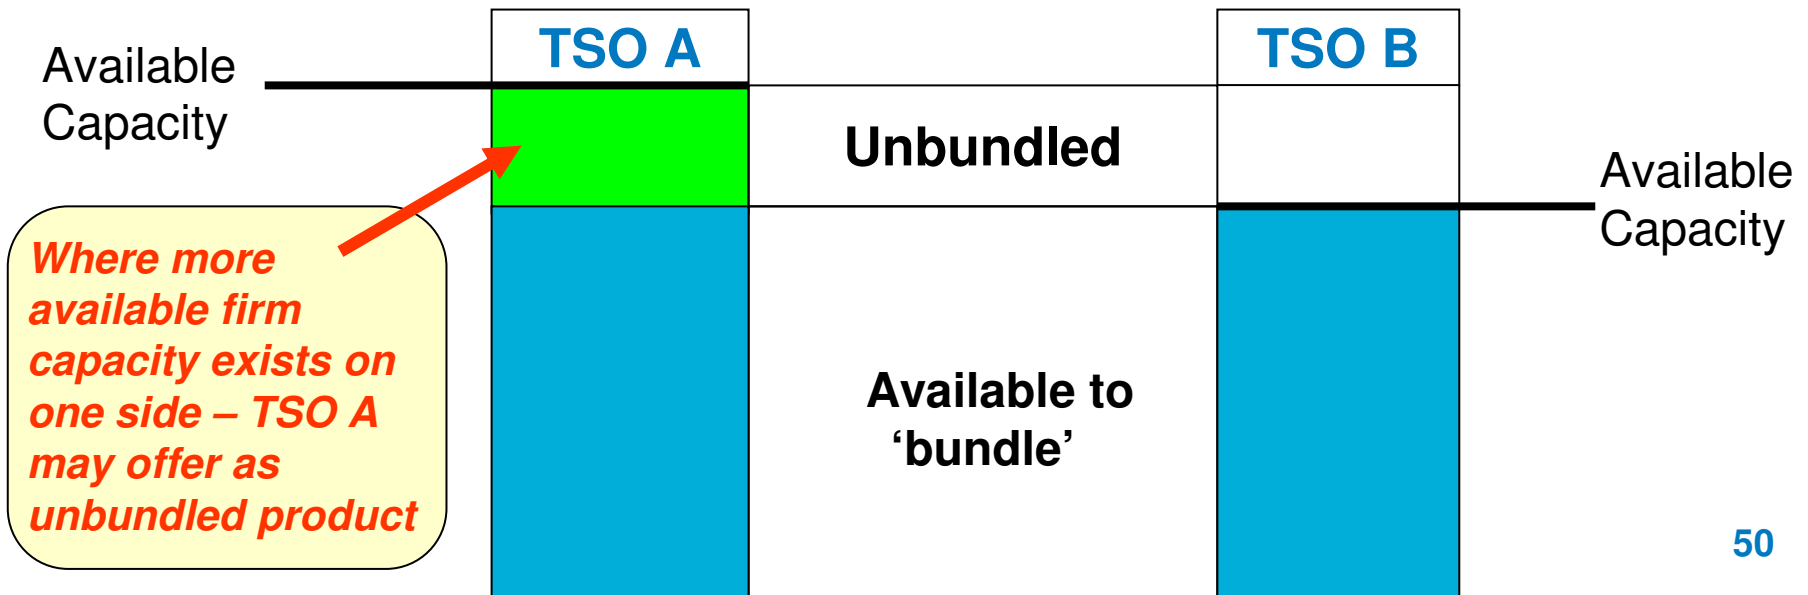 TSO A
TSO B
Available
Capacity
Unbundled
Available
Capacity
Where more
available firm
capacity exists on
one side – TSO A
may offer as
unbundled product
Available to
‘bundle’
50